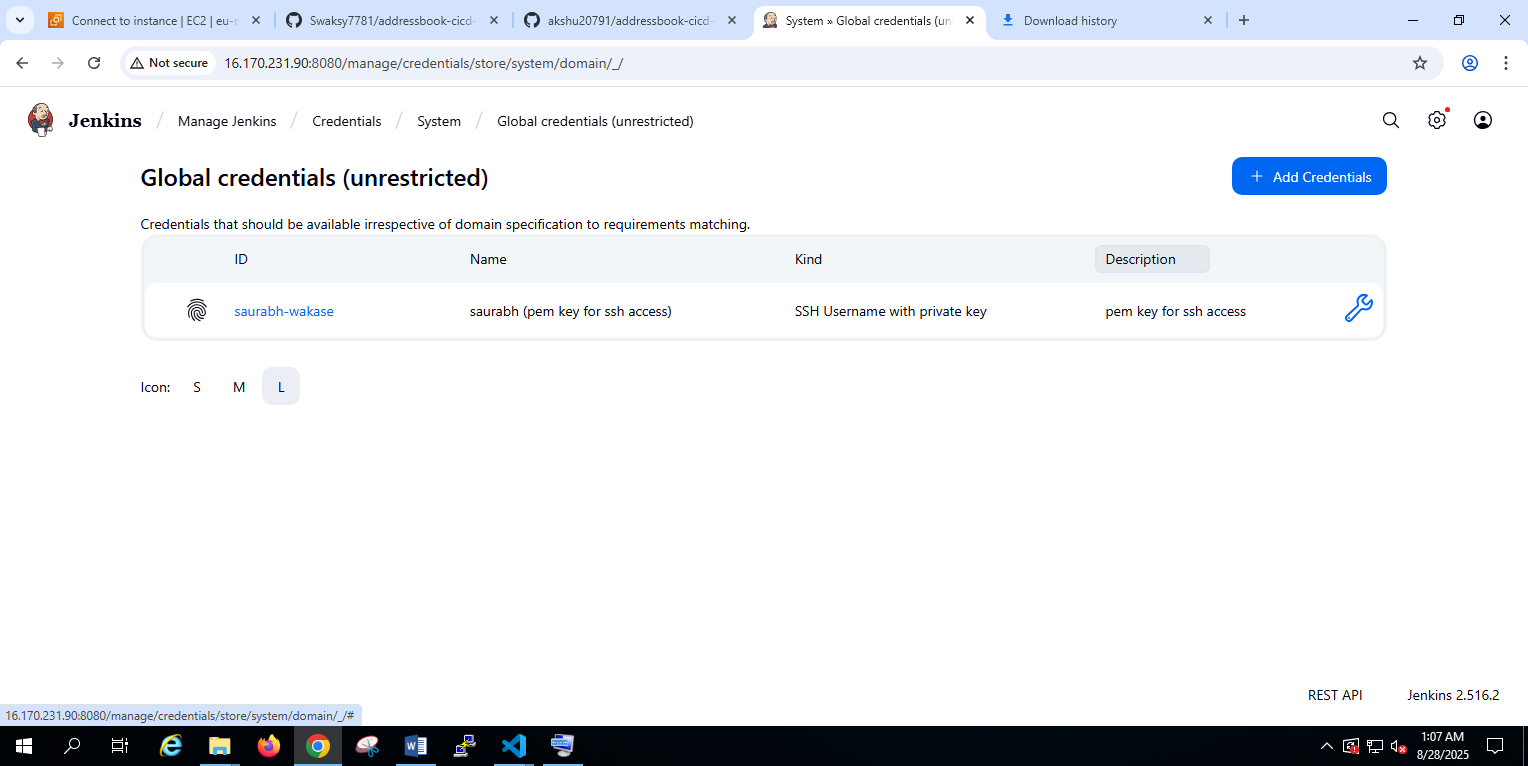 Connect to instance | EC2 | eu-n
Swaksy7781/addressbook-cicd-
akshu20791/addressbook-cicd-
System » Global credentials (un
Download history
Not secure
16.170.231.90:8080/manage/credentials/store/system/domain/_/
Jenkins / Manage Jenkins / Credentials / System / Global credentials (unrestricted)
Global credentials (unrestricted)
+ Add Credentials
Credentials that should be available irrespective of domain specification to requirements matching.
ID Name Kind Description
saurabh-wakase saurabh (pem key for ssh access) SSH Username with private key pem key for ssh access
Icon: S M L
REST API Jenkins 2.516.2
16.170.231.90:8080/manage/credentials/store/system/domain/_/#
1:07 AM
8/28/2025